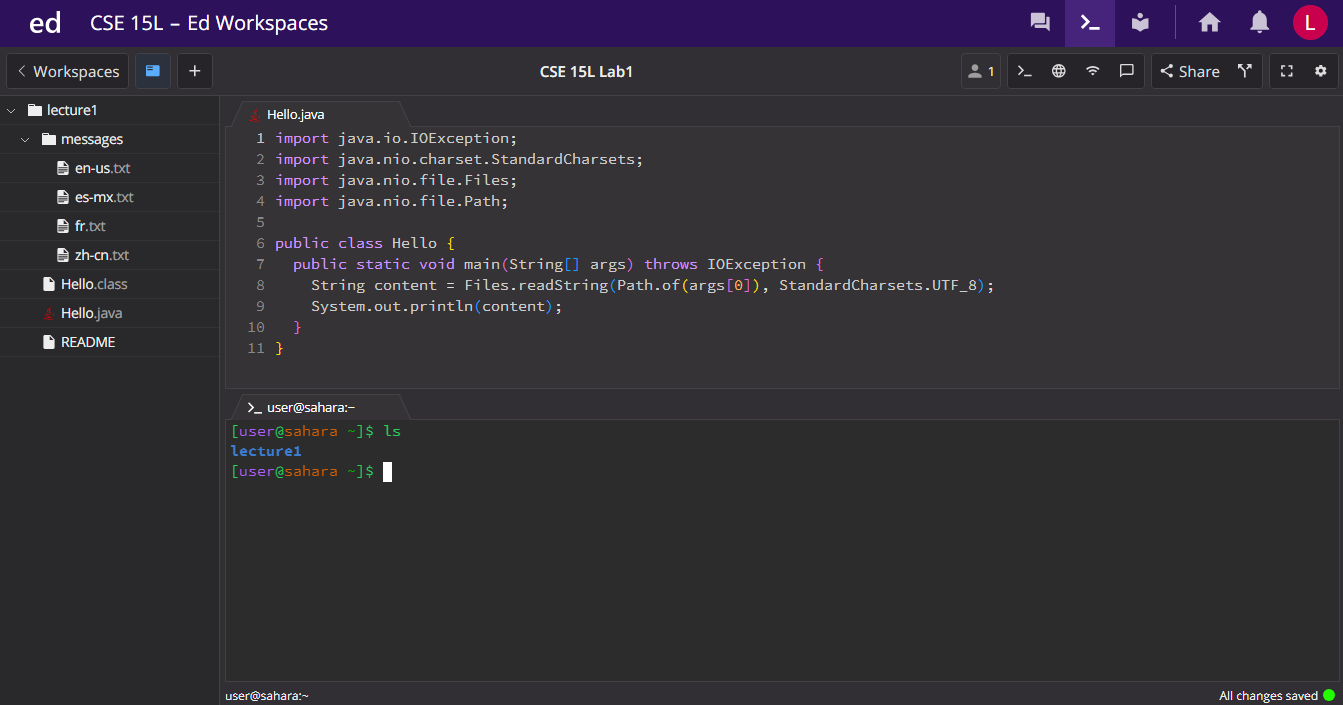 ed CSE 15L – Ed Workspaces L
Workspaces CSE 15L Lab1 1 Share
lecture1
messages
en-us.txt
es-mx.txt
fr.txt
zh-cn.txt
Hello.class
Hello.java
README
Hello.java
1 import java.io.IOException;
2 import java.nio.charset.StandardCharsets;
3 import java.nio.file.Files;
4 import java.nio.file.Path;
5
6 public class Hello {
7   public static void main(String[] args) throws IOException {
8     String content = Files.readString(Path.of(args[0]), StandardCharsets.UTF_8);
9     System.out.println(content);
10   }
11 }
>_ user@sahara:~
[user@sahara ~]$ ls
lecture1
[user@sahara ~]$
user@sahara:~ All changes saved